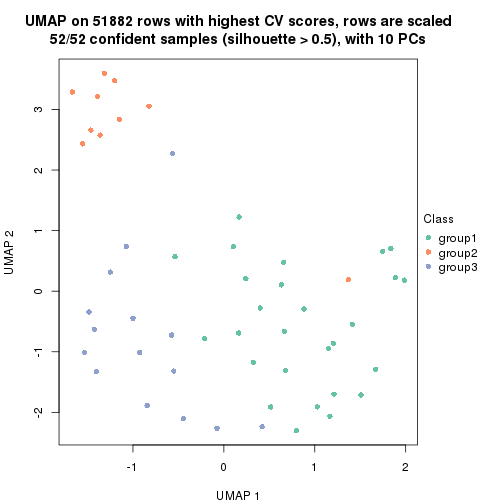 UMAP on 51882 rows with highest CV scores, rows are scaled
52/52 confident samples (silhouette > 0.5), with 10 PCs
3
2
1
0
-1
-2
UMAP 2
-1
0
1
2
UMAP 1
Class
group1
group2
group3